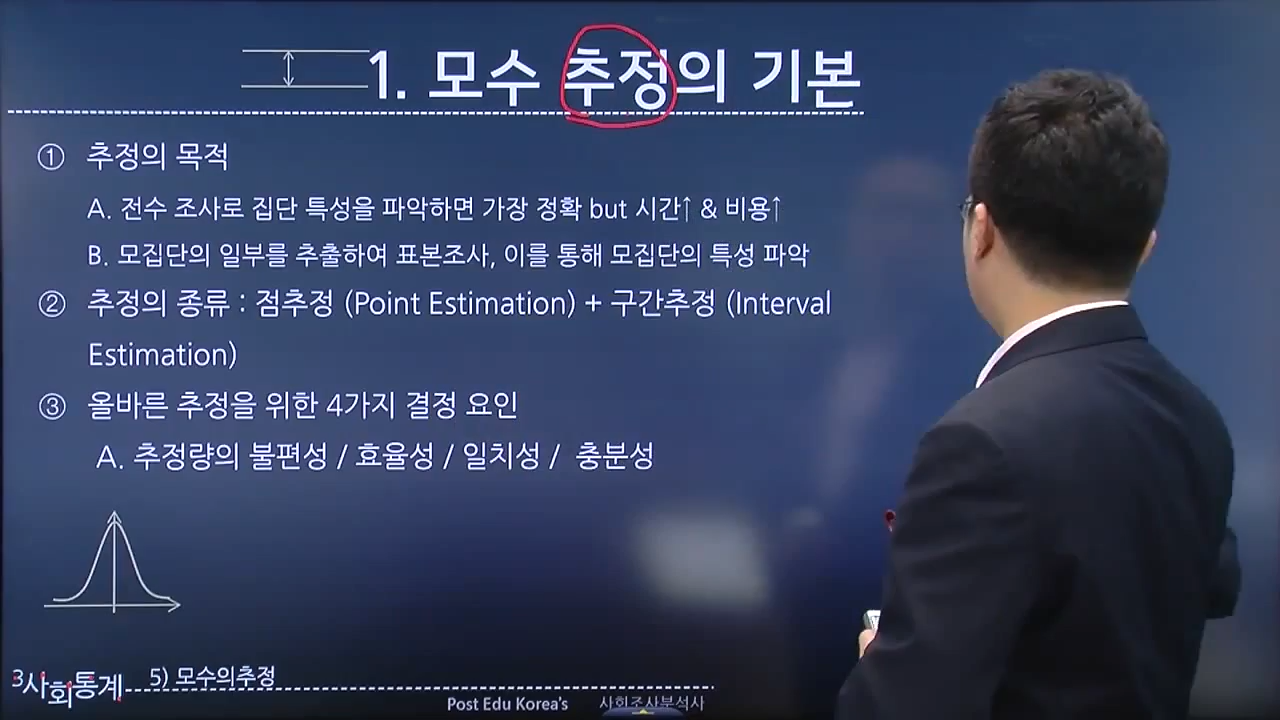 1. 모수 추정의 기본
① 추정의 목적
A. 전수 조사로 집단 특성을 파악하면 가장 정확 but 시간↑ & 비용↑
B. 모집단의 일부를 추출하여 표본조사, 이를 통해 모집단의 특성 파악
② 추정의 종류 : 점추정 (Point Estimation) + 구간추정 (Interval
Estimation)
③ 올바른 추정을 위한 4가지 결정 요인
A. 추정량의 불편성 / 효율성 / 일치성 / 충분성
3사회통계 5) 모수의추정
Post Edu Korea's 사회조사분석사